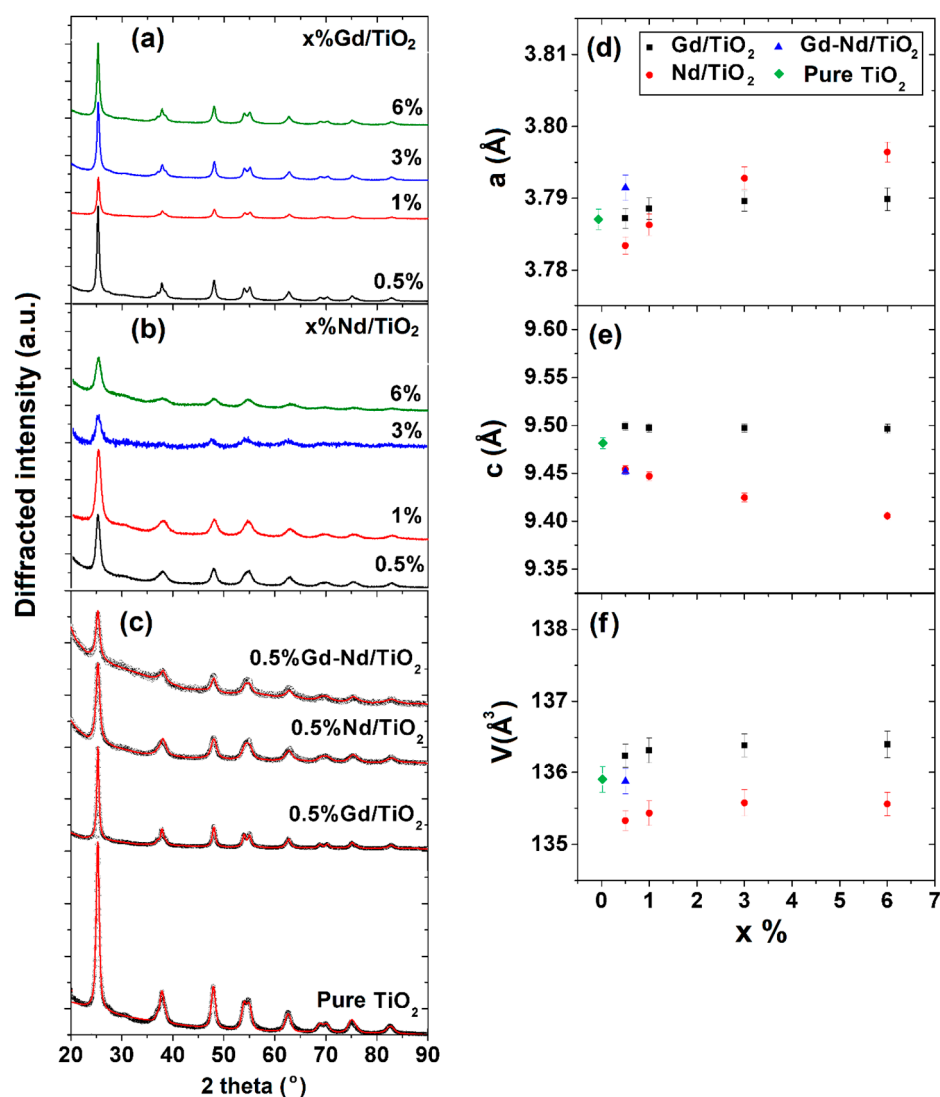 Diffracted intensity (a.u.)
(a)
x%Gd/TiO₂
6%
3%
1%
0.5%
(b)
x%Nd/TiO₂
6%
3%
1%
0.5%
(c)
0.5%Gd-Nd/TiO₂
0.5%Nd/TiO₂
0.5%Gd/TiO₂
Pure TiO₂
20 30 40 50 60 70 80 90
2 theta (°)
(d)
Gd/TiO₂ Gd-Nd/TiO₂
Nd/TiO₂ Pure TiO₂
a (Å)
3.81
3.80
3.79
3.78
(e)
c (Å)
9.60
9.55
9.50
9.45
9.40
9.35
(f)
V(Å³)
138
137
136
135
0 1 2 3 4 5 6 7
x %